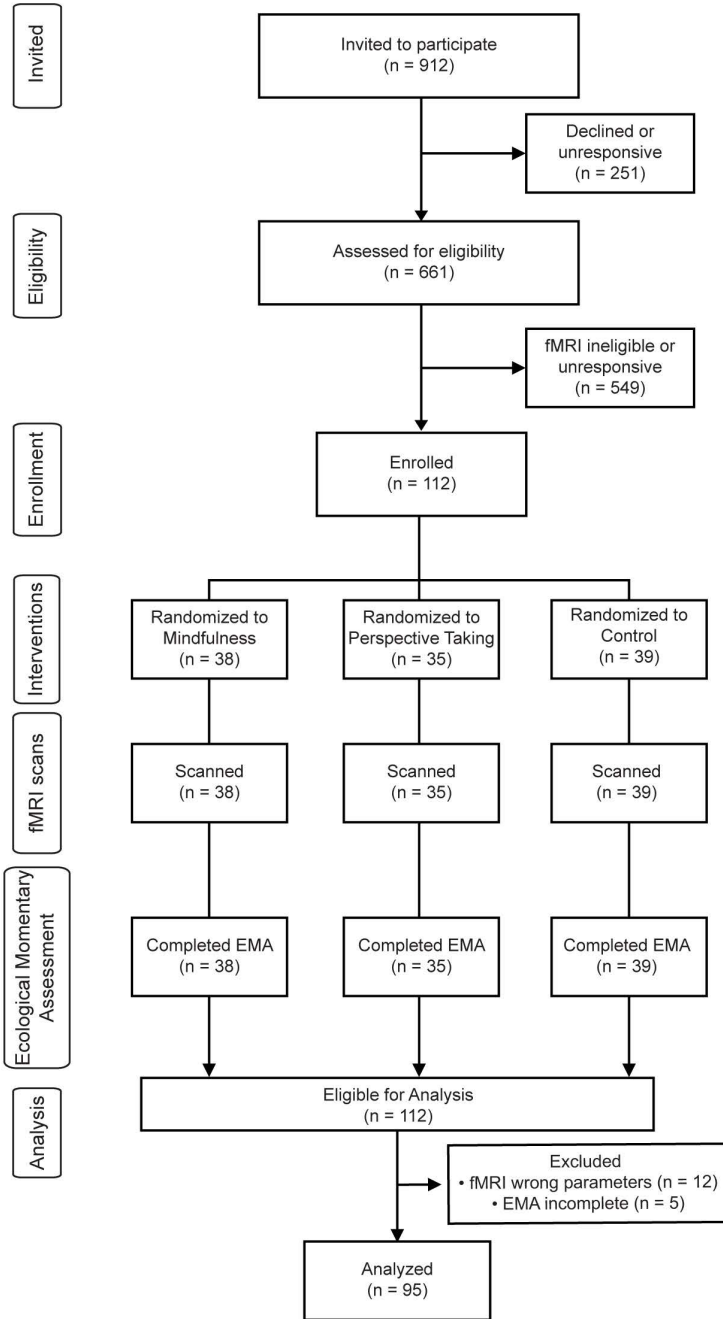 Invited
Invited to participate
(n = 912)
Declined or
unresponsive
(n = 251)
Eligibility
Assessed for eligibility
(n = 661)
fMRI ineligible or
unresponsive
(n = 549)
Enrollment
Enrolled
(n = 112)
Interventions
Randomized to
Mindfulness
(n = 38)
Randomized to
Perspective Taking
(n = 35)
Randomized to
Control
(n = 39)
fMRI scans
Scanned
(n = 38)
Scanned
(n = 35)
Scanned
(n = 39)
Ecological Momentary
Assessment
Completed EMA
(n = 38)
Completed EMA
(n = 35)
Completed EMA
(n = 39)
Analysis
Eligible for Analysis
(n = 112)
Excluded
• fMRI wrong parameters (n = 12)
• EMA incomplete (n = 5)
Analyzed
(n = 95)